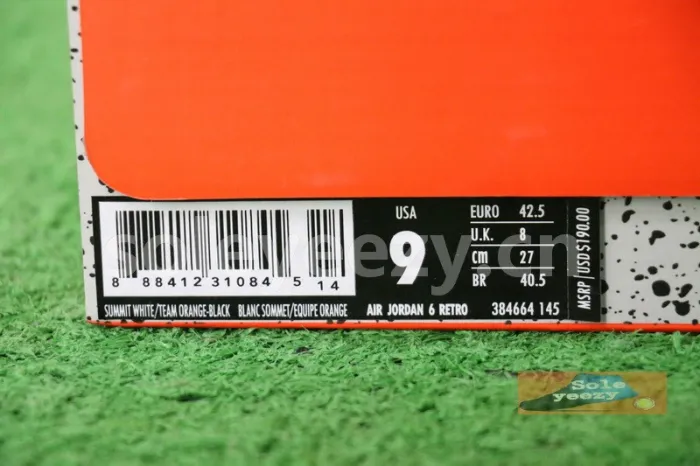 USA
9
EURO 42.5
U.K. 8
cm 27
BR 40.5
MSRP USD$190.00
8 88412 31084 5 14
SUMMIT WHITE/TEAM ORANGE-BLACK BLANC SOMMET/EQUIPE ORANGE
AIR JORDAN 6 RETRO 384664 145
soleyeezy.cn
Sole
yeezy